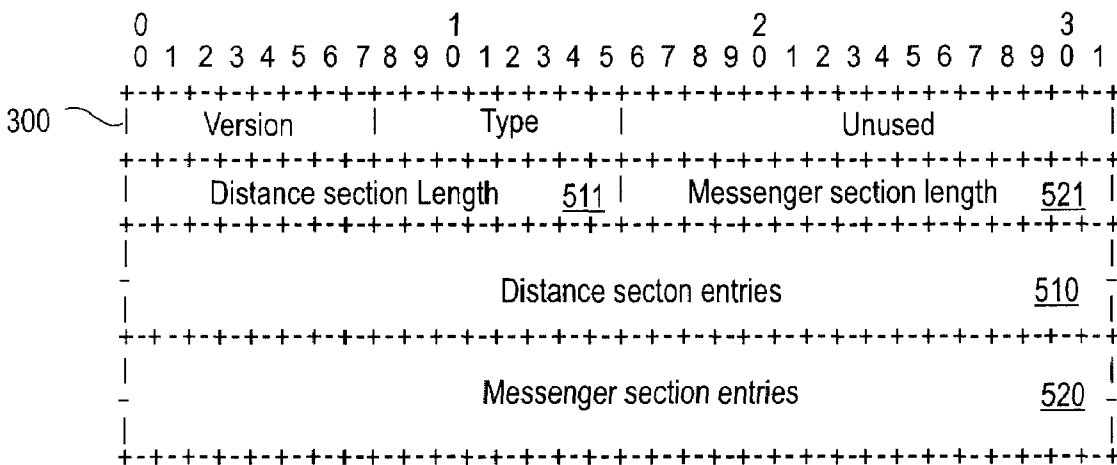 0 1 2 3
0 1 2 3 4 5 6 7 8 9 0 1 2 3 4 5 6 7 8 9 0 1 2 3 4 5 6 7 8 9 0 1
+-+-+-+-+-+-+-+-+-+-+-+-+-+-+-+-+-+-+-+-+-+-+-+-+-+-+-+-+-+-+-+-+
300 | Version | Type | Unused |
+-+-+-+-+-+-+-+-+-+-+-+-+-+-+-+-+-+-+-+-+-+-+-+-+-+-+-+-+-+-+-+-+
| Distance section Length 511 | Messenger section length 521 |
+-+-+-+-+-+-+-+-+-+-+-+-+-+-+-+-+-+-+-+-+-+-+-+-+-+-+-+-+-+-+-+-+
Distance secton entries 510
+-+-+-+-+-+-+-+-+-+-+-+-+-+-+-+-+-+-+-+-+-+-+-+-+-+-+-+-+-+-+-+-+
Messenger section entries 520
+-+-+-+-+-+-+-+-+-+-+-+-+-+-+-+-+-+-+-+-+-+-+-+-+-+-+-+-+-+-+-+-+